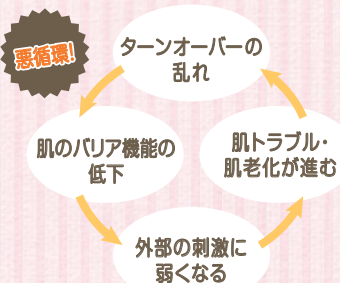 悪循環!
ターンオーバーの
乱れ
肌のバリア機能の
低下
外部の刺激に
弱くなる
肌トラブル・
肌老化が進む